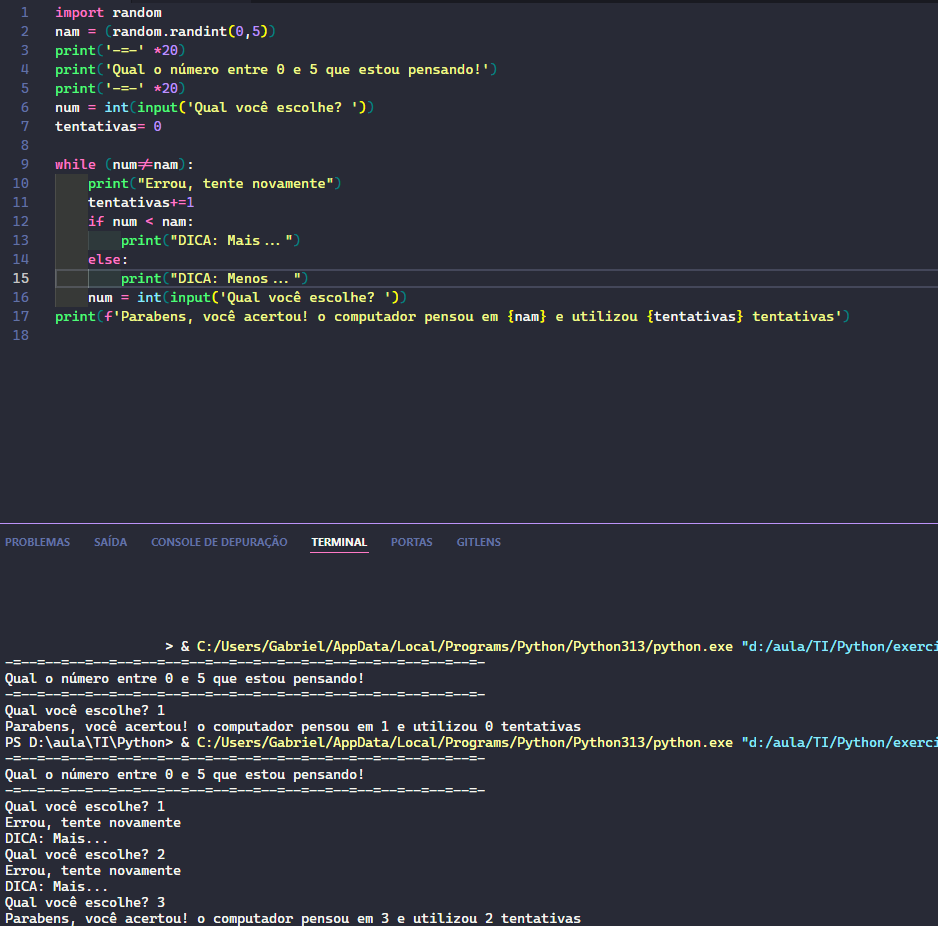 1 import random
2 nam = (random.randint(0,5))
3 print('-=-' *20)
4 print('Qual o número entre 0 e 5 que estou pensando!')
5 print('-=-' *20)
6 num = int(input('Qual você escolhe? '))
7 tentativas= 0
8
9 while (num≠nam):
10 print("Errou, tente novamente")
11 tentativas+=1
12 if num < nam:
13 print("DICA: Mais...")
14 else:
15 print("DICA: Menos...")
16 num = int(input('Qual você escolhe? '))
17 print(f'Parabens, você acertou! o computador pensou em {nam} e utilizou {tentativas} tentativas')
18
PROBLEMAS SAÍDA CONSOLE DE DEPURAÇÃO TERMINAL PORTAS GITLENS
> & C:/Users/Gabriel/AppData/Local/Programs/Python/Python313/python.exe "d:/aula/TI/Python/exerci
-=--=--=--=--=--=--=--=--=--=--=--=--=--=--=--=--=--=--=--=-
Qual o número entre 0 e 5 que estou pensando!
-=--=--=--=--=--=--=--=--=--=--=--=--=--=--=--=--=--=--=--=-
Qual você escolhe? 1
Parabens, você acertou! o computador pensou em 1 e utilizou 0 tentativas
PS D:\aula\TI\Python> & C:/Users/Gabriel/AppData/Local/Programs/Python/Python313/python.exe "d:/aula/TI/Python/exerci
-=--=--=--=--=--=--=--=--=--=--=--=--=--=--=--=--=--=--=--=-
Qual o número entre 0 e 5 que estou pensando!
-=--=--=--=--=--=--=--=--=--=--=--=--=--=--=--=--=--=--=--=-
Qual você escolhe? 1
Errou, tente novamente
DICA: Mais...
Qual você escolhe? 2
Errou, tente novamente
DICA: Mais...
Qual você escolhe? 3
Parabens, você acertou! o computador pensou em 3 e utilizou 2 tentativas